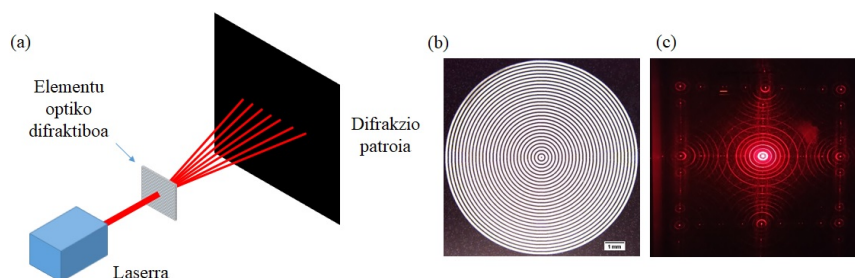 (a)
Elementu
optiko
difraktiboa
Laserra
Difrakzio
patroia
(b)
1 mm
(c)